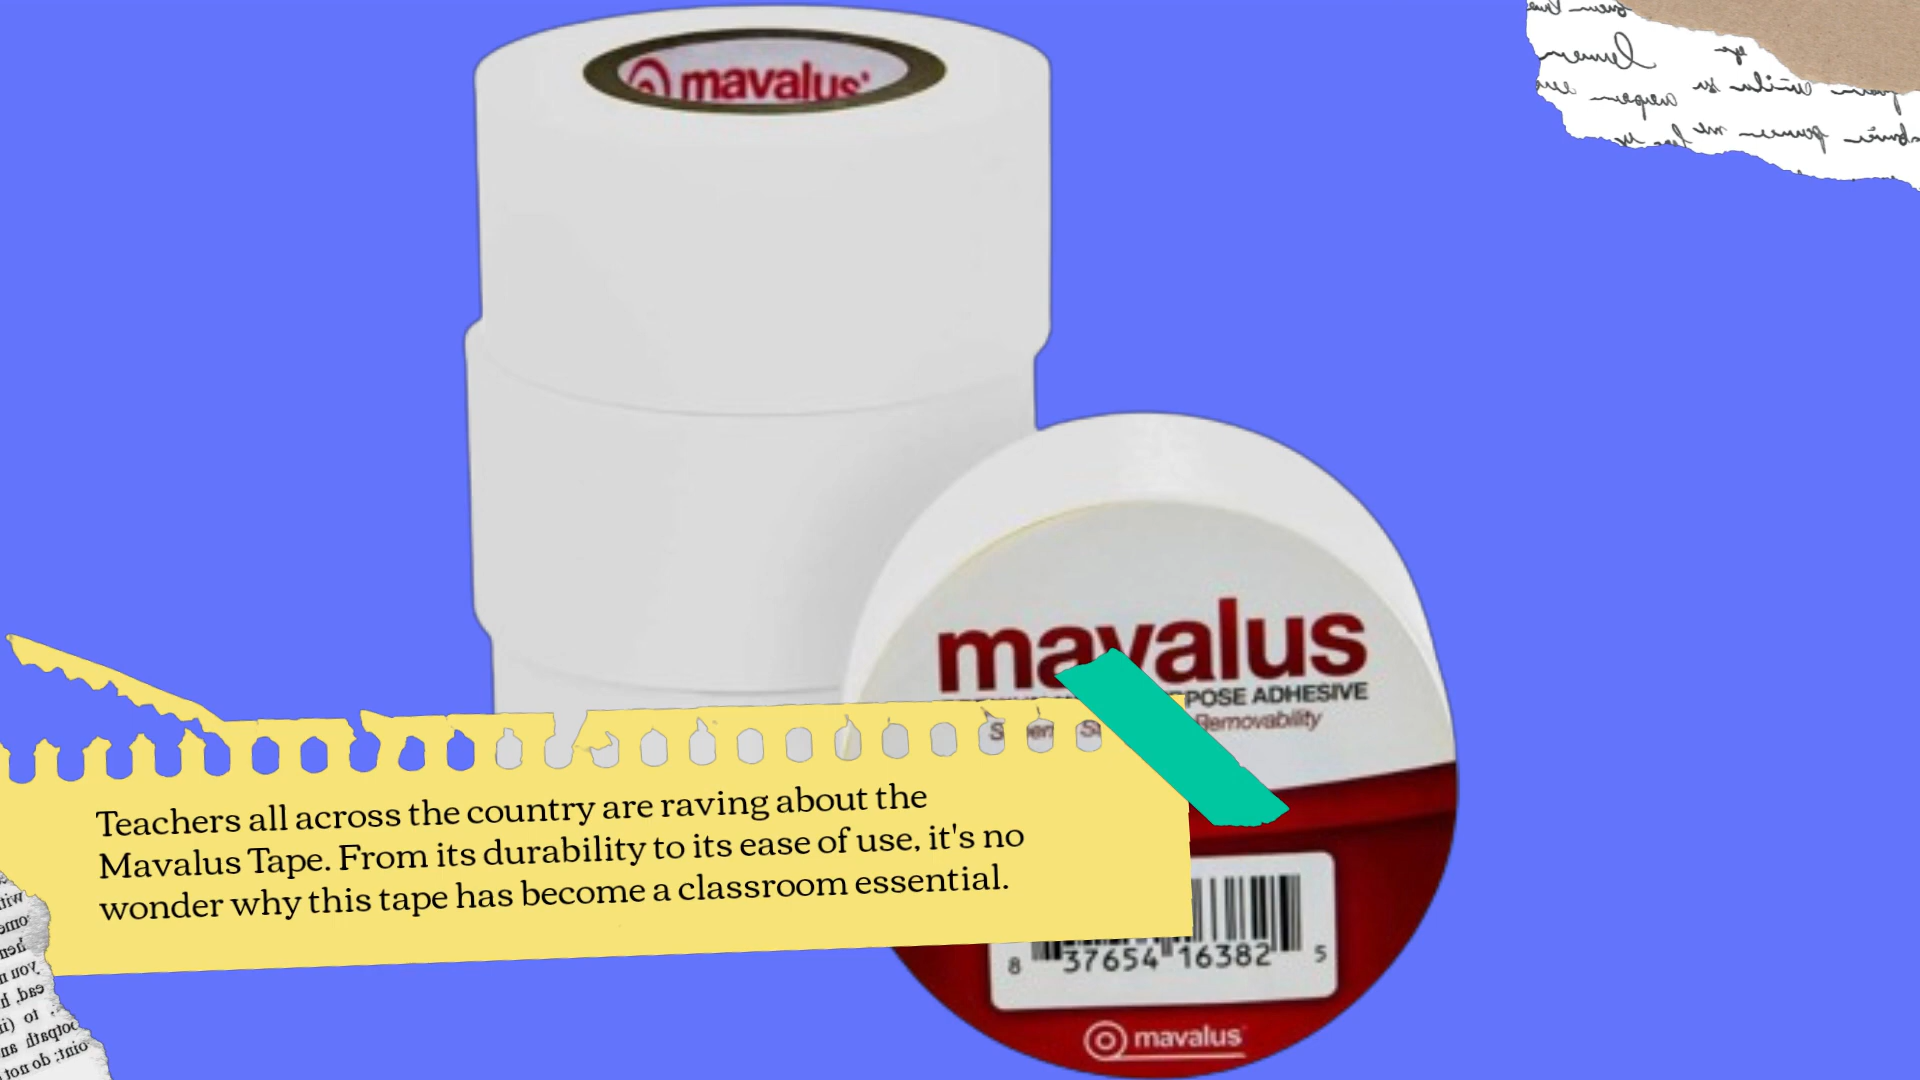 mavalus
mavalus
POSE ADHESIVE
Removability
Teachers all across the country are raving about the
Mavalus Tape. From its durability to its ease of use, it's no
wonder why this tape has become a classroom essential.
8 37654 16382 5
mavalus